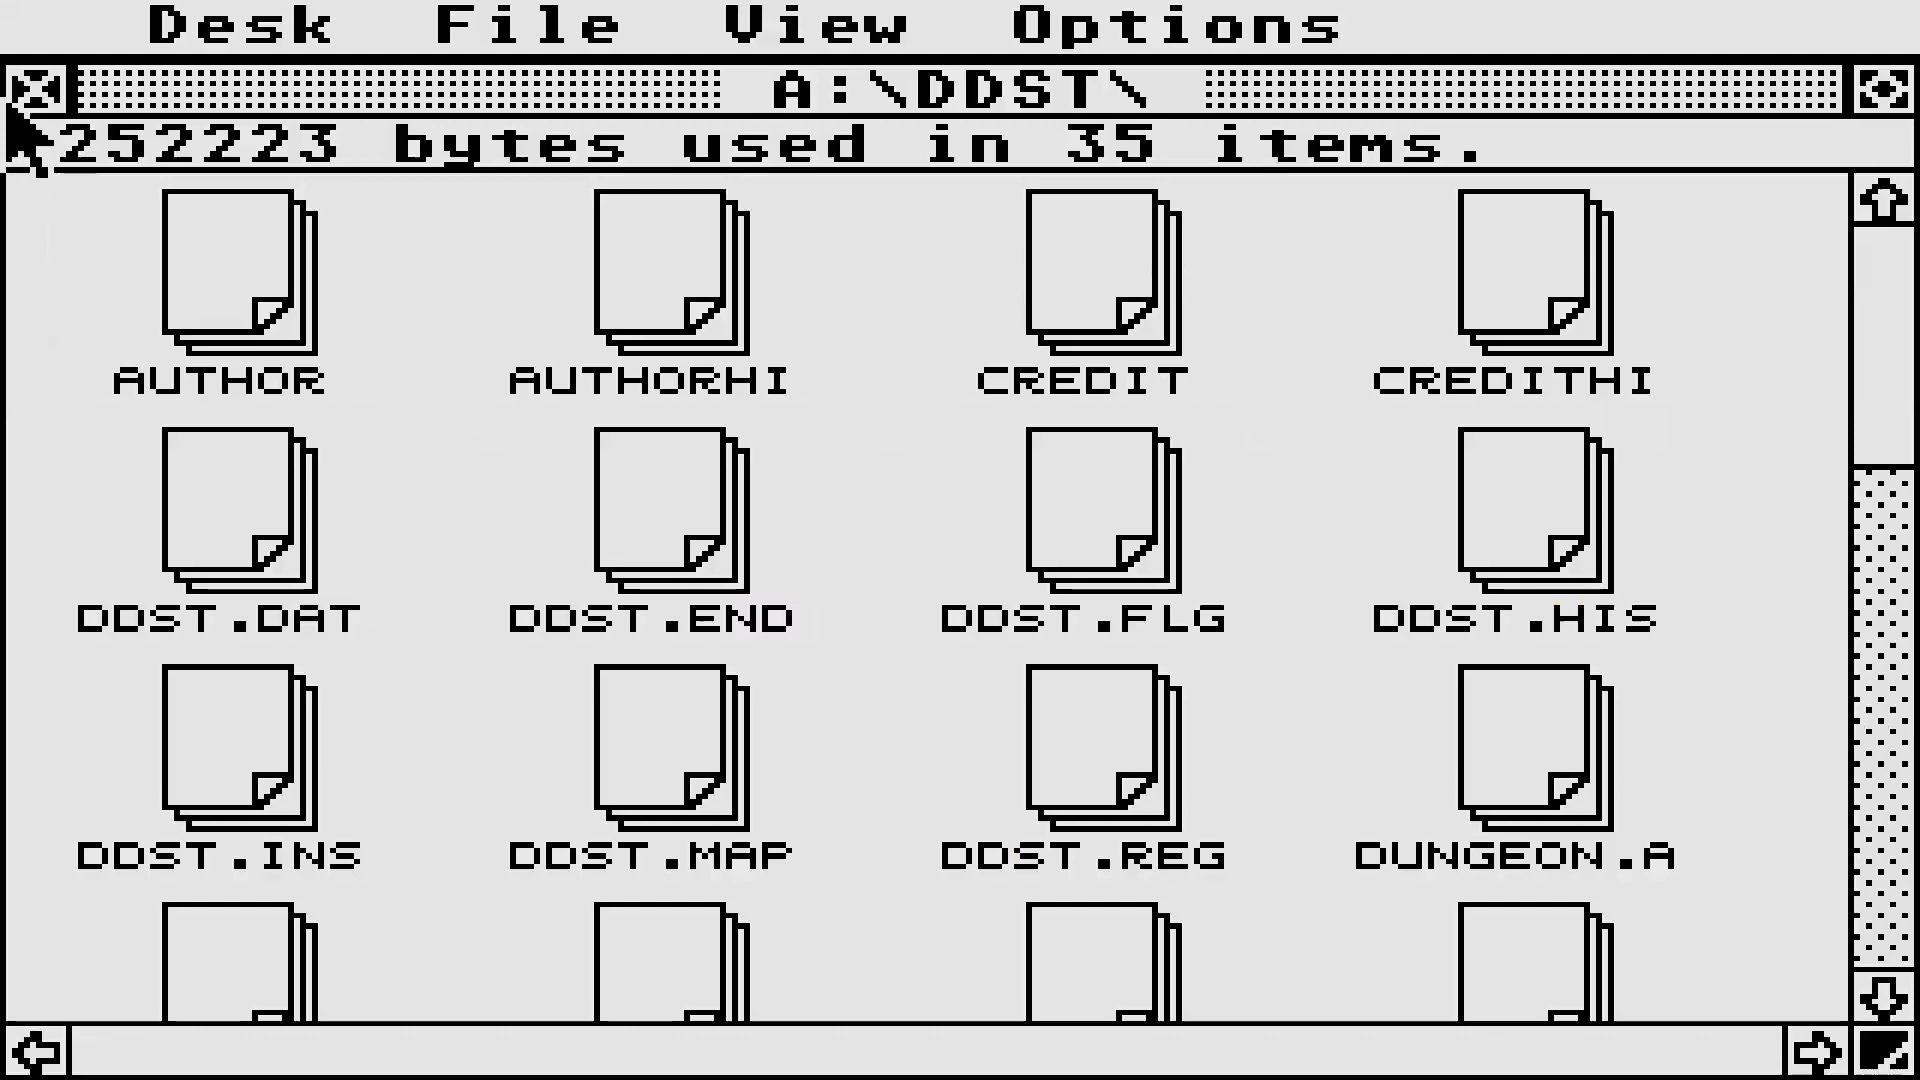 Desk File View Options
A:\DDST\
252223 bytes used in 35 items.
AUTHOR AUTHORHI CREDIT CREDITHI
DDST.DAT DDST.END DDST.FLG DDST.HIS
DDST.INS DDST.MAP DDST.REG DUNGEON.A